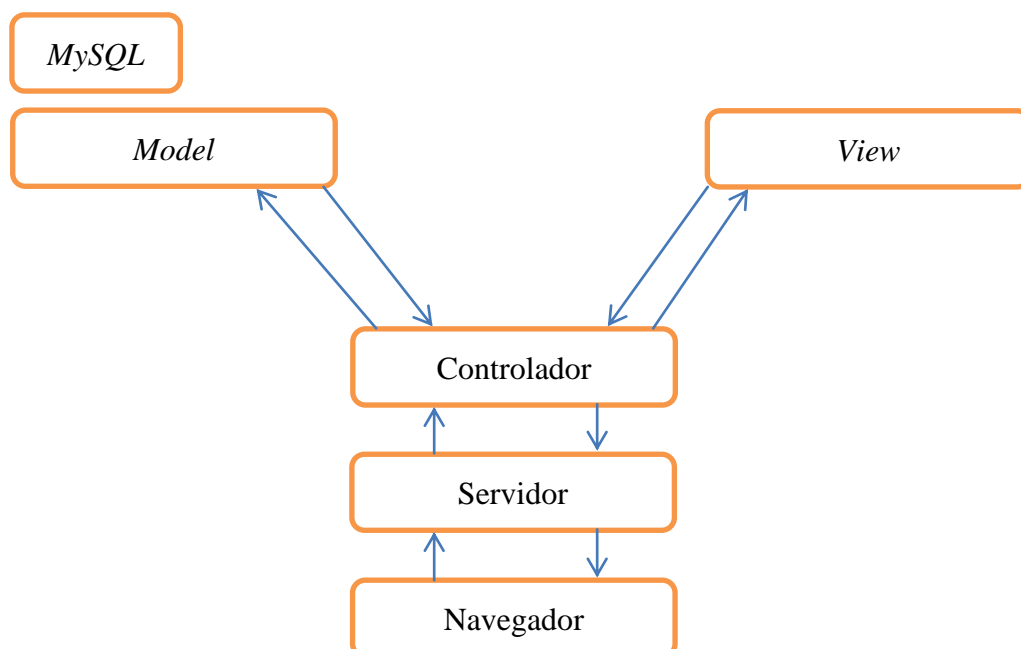 MySQL
Model
View
Controlador
Servidor
Navegador